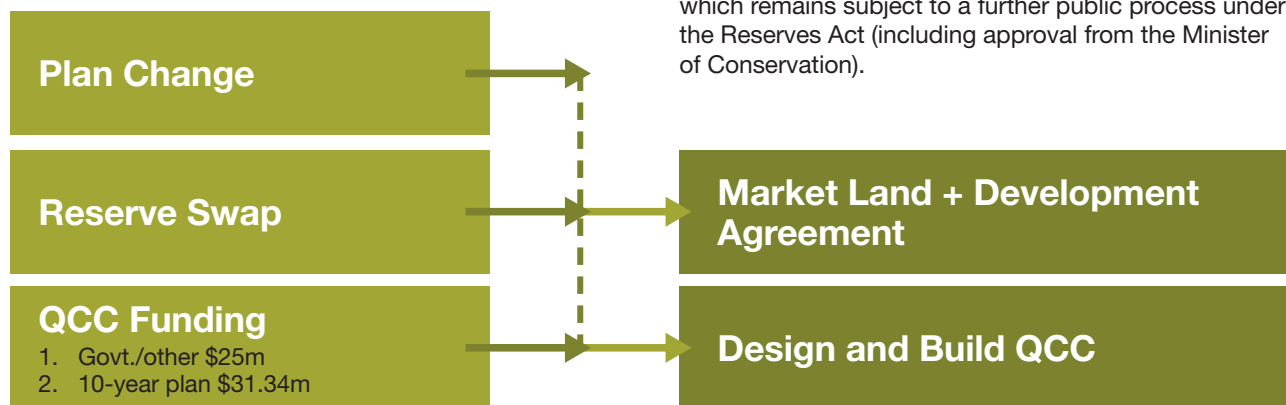 which remains subject to a further public process under
the Reserves Act (including approval from the Minister
of Conservation).
Plan Change
Reserve Swap
QCC Funding
1. Govt./other $25m
2. 10-year plan $31.34m
Market Land + Development
Agreement
Design and Build QCC